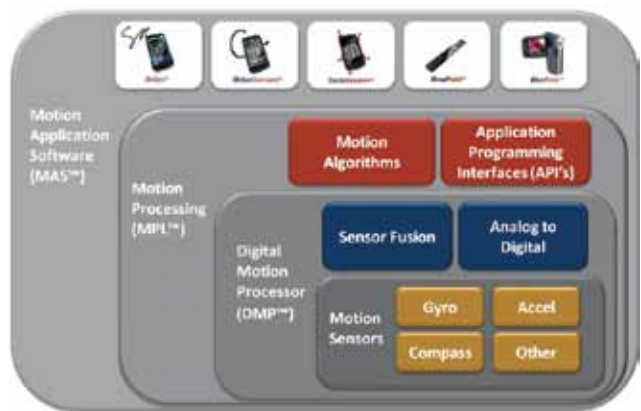 Motion
Application
Software
(MAS™)
Motion
Algorithms
Application
Programming
Interfaces (API's)
Motion
Processing
(MPL™)
Sensor Fusion
Analog to
Digital
Digital
Motion
Processor
(DMP™)
Motion
Sensors
Gyro
Accel
Compass
Other